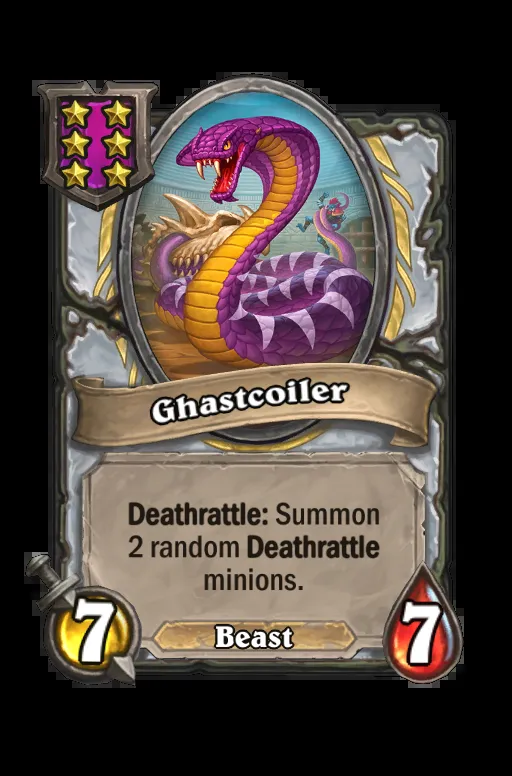 Ghastcoiler
Deathrattle: Summon
2 random Deathrattle
minions.
7
Beast
7